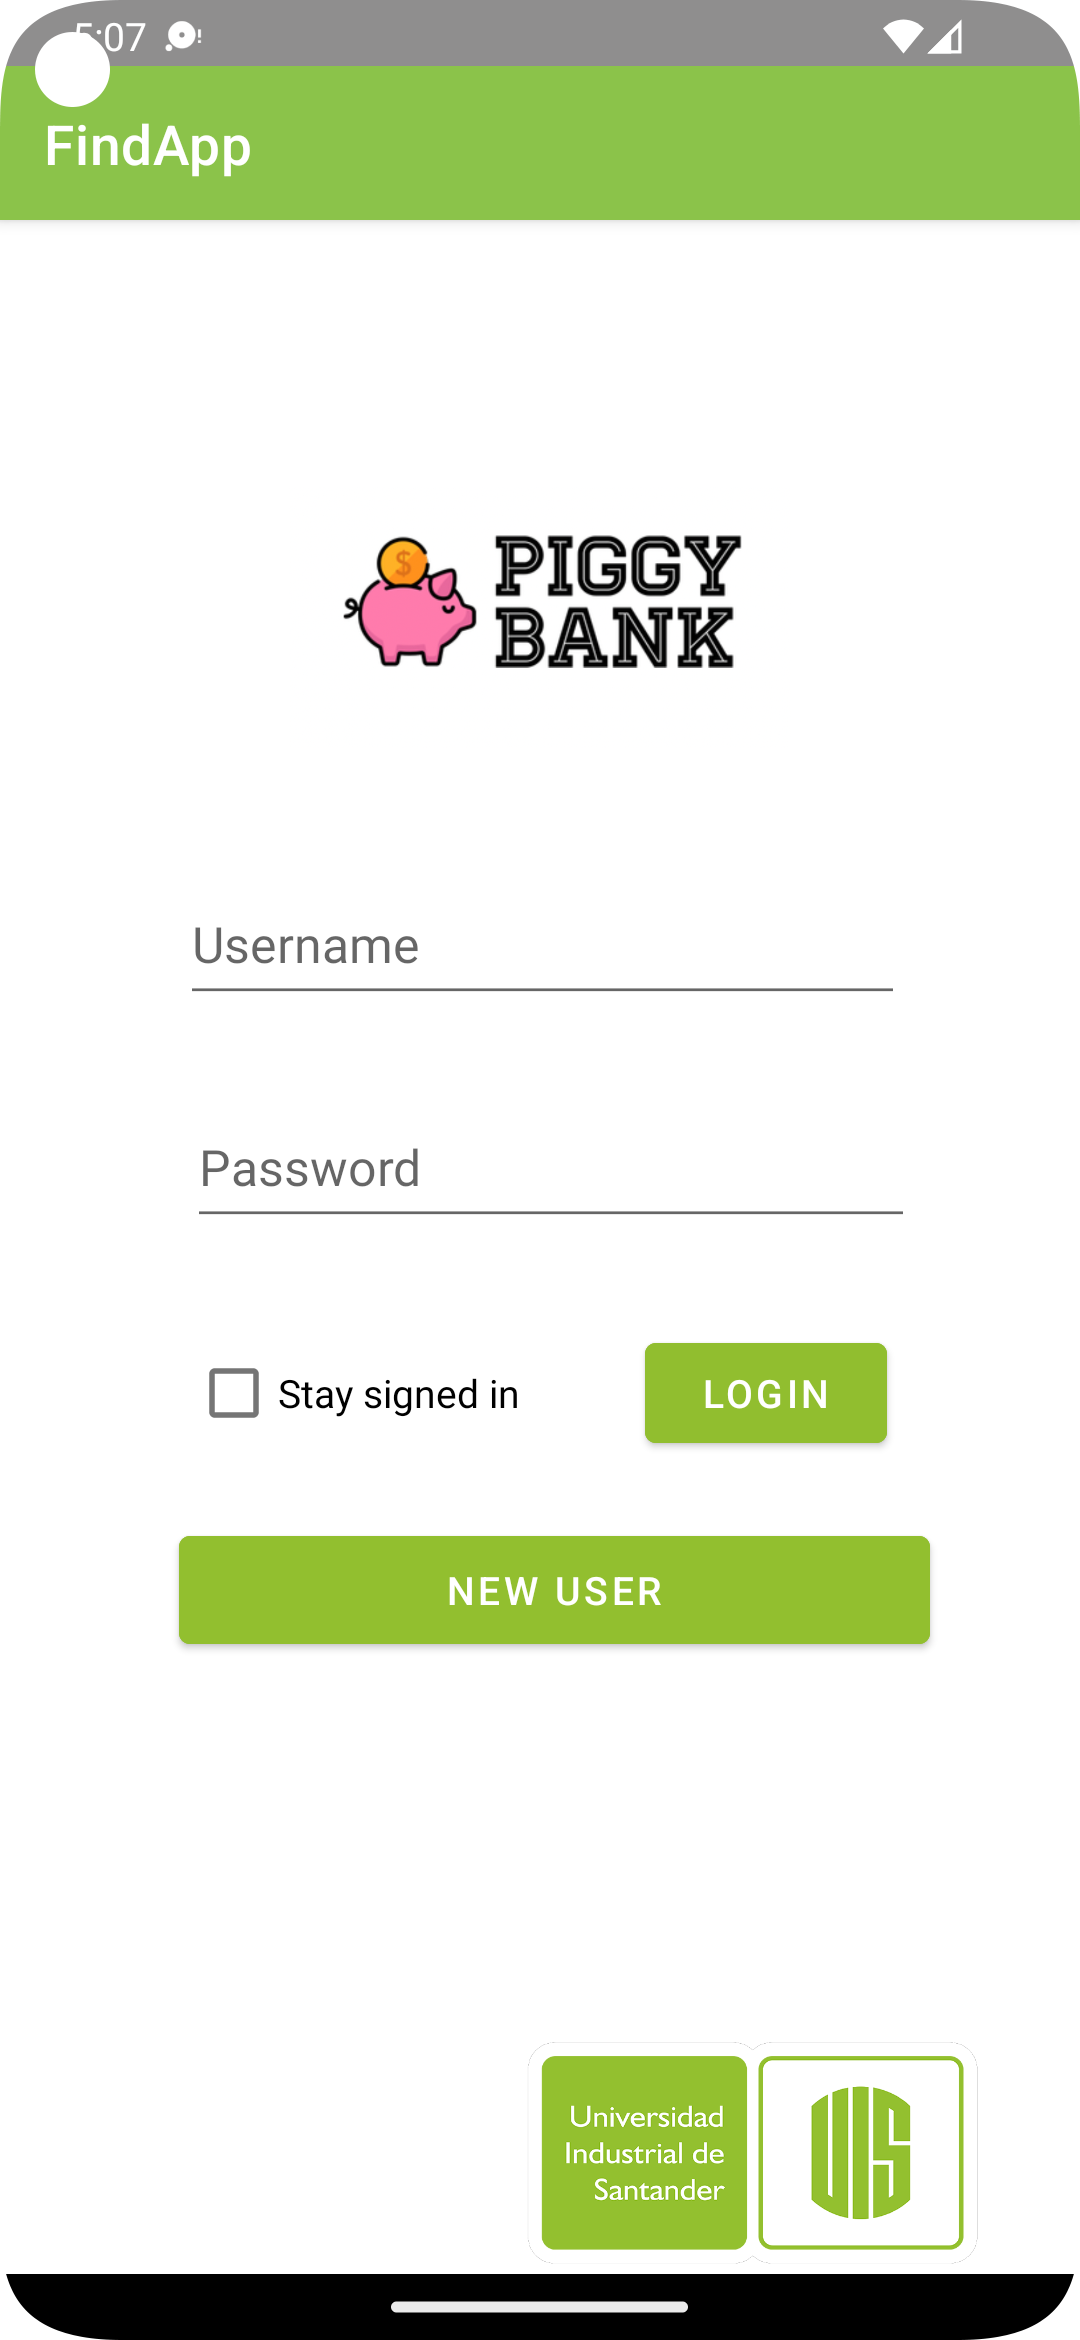 5:07
FindApp
$
PIGGY
BANK
Username
Password
Stay signed in
LOGIN
NEW USER
Universidad
Industrial de
Santander
UIS